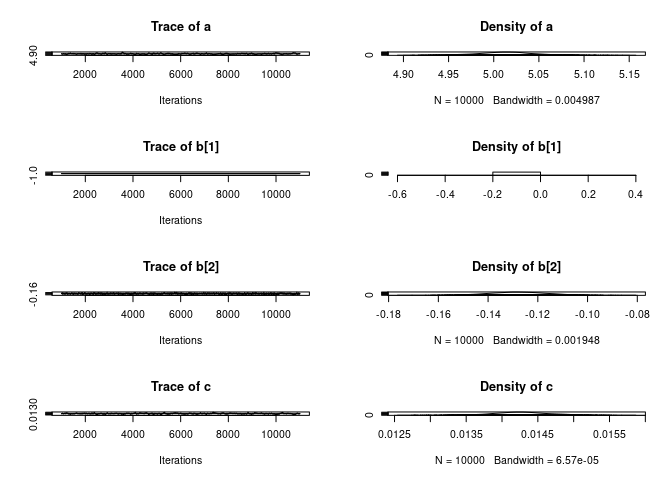 Trace of a
4.90
2000 4000 6000 8000 10000
Iterations
Density of a
0
4.90 4.95 5.00 5.05 5.10 5.15
N = 10000 Bandwidth = 0.004987
Trace of b[1]
-1.0
2000 4000 6000 8000 10000
Iterations
Density of b[1]
0
-0.6 -0.4 -0.2 0.0 0.2 0.4
Trace of b[2]
-0.16
2000 4000 6000 8000 10000
Iterations
Density of b[2]
0
-0.18 -0.16 -0.14 -0.12 -0.10 -0.08
N = 10000 Bandwidth = 0.001948
Trace of c
0.0130
2000 4000 6000 8000 10000
Iterations
Density of c
0
0.0125 0.0135 0.0145 0.0155
N = 10000 Bandwidth = 6.57e-05